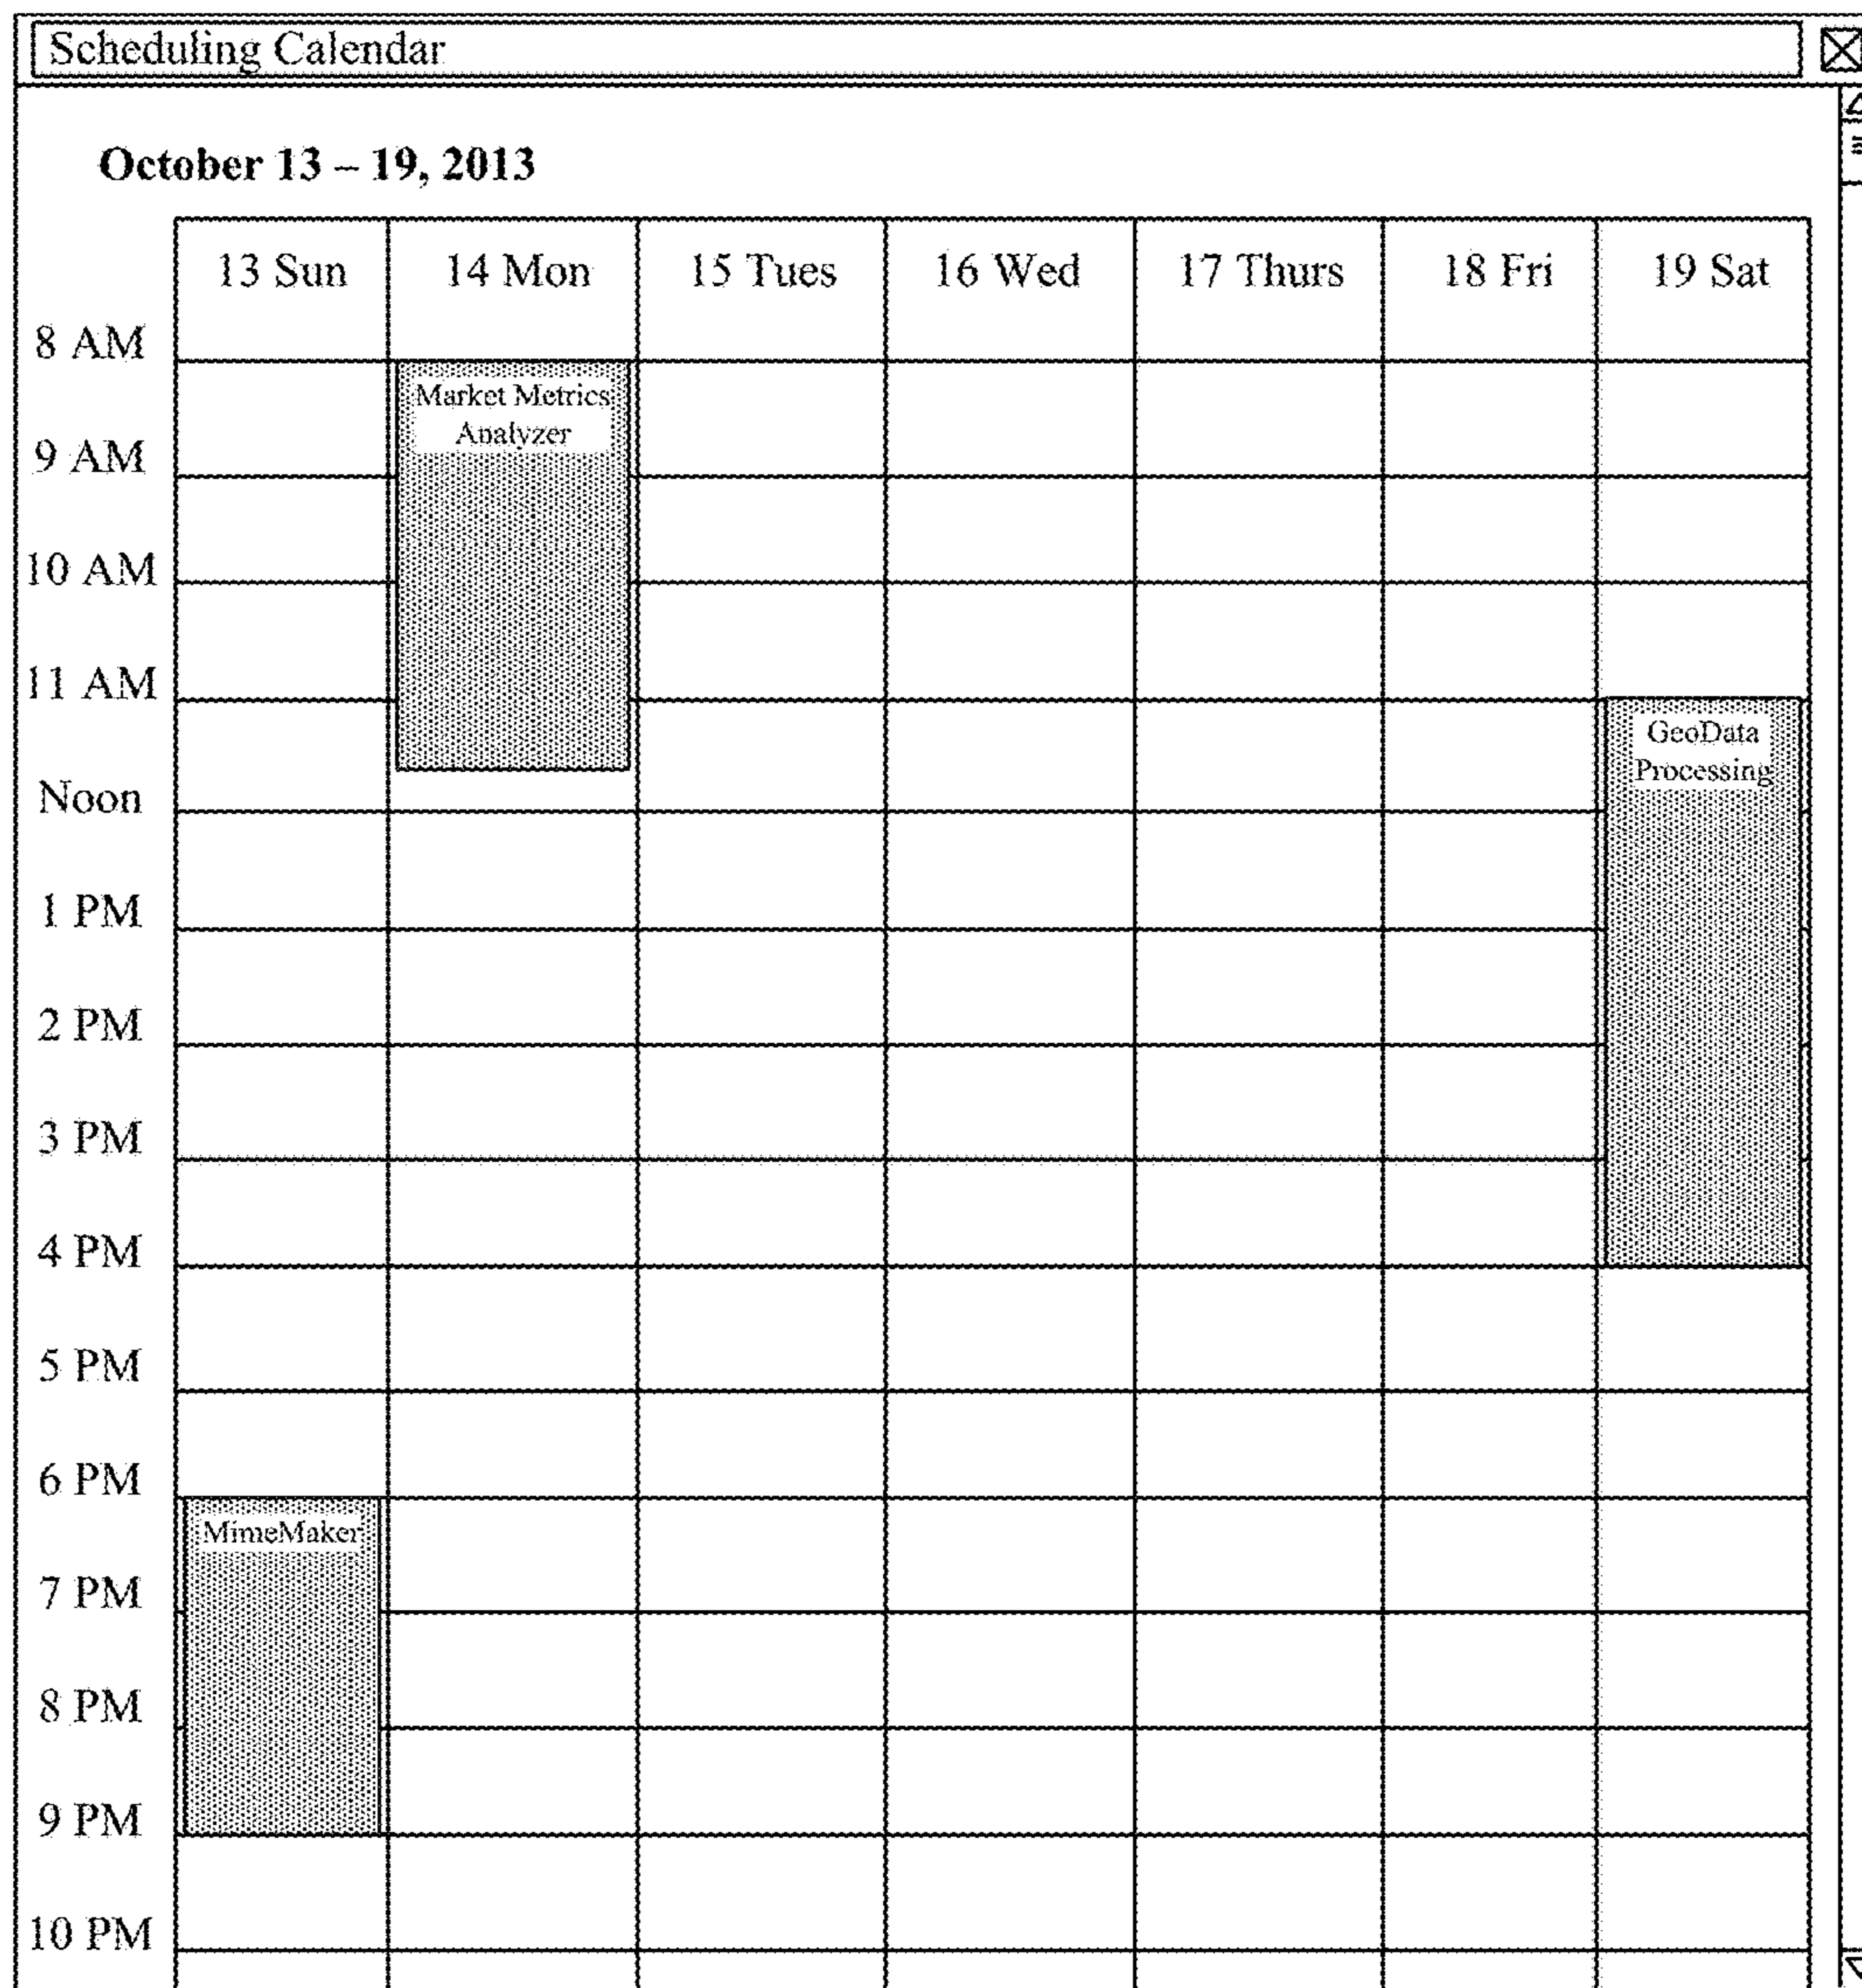 Scheduling Calendar
October 13 – 19, 2013
13 Sun 14 Mon 15 Tues 16 Wed 17 Thurs 18 Fri 19 Sat
8 AM
Market Metrics
Analyzer
9 AM
10 AM
11 AM
GeoData
Processing
Noon
1 PM
2 PM
3 PM
4 PM
5 PM
6 PM
MimeMaker
7 PM
8 PM
9 PM
10 PM